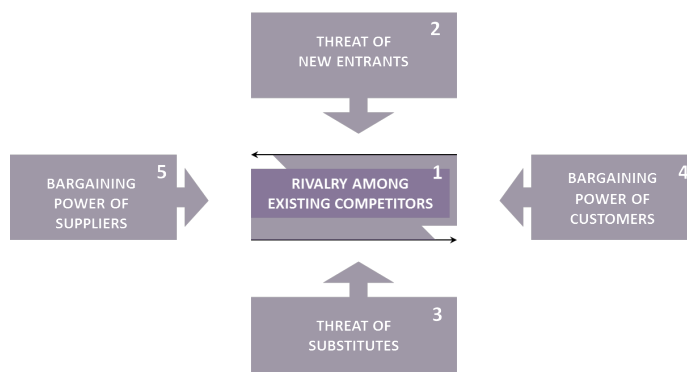 2
THREAT OF
NEW ENTRANTS
5
BARGAINING
POWER OF
SUPPLIERS
1
RIVALRY AMONG
EXISTING COMPETITORS
4
BARGAINING
POWER OF
CUSTOMERS
3
THREAT OF
SUBSTITUTES